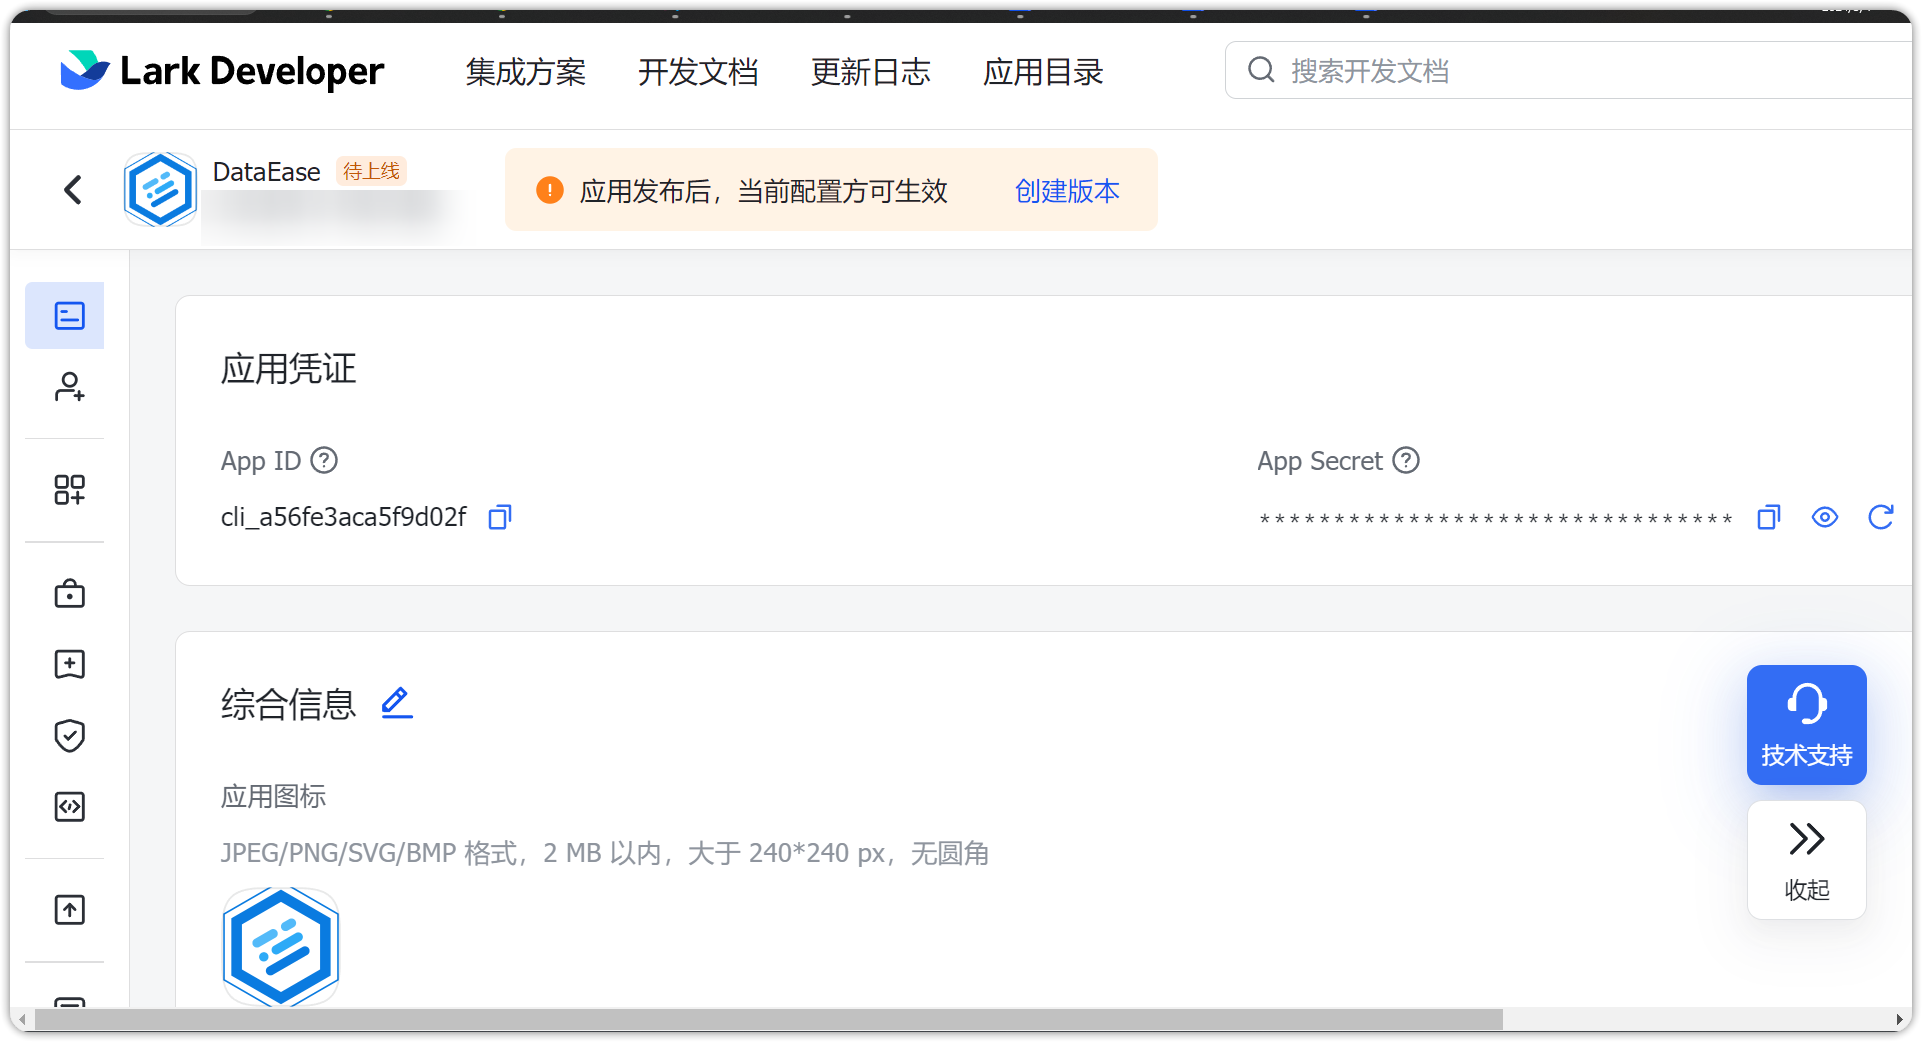 Lark Developer 集成方案 开发文档 更新日志 应用目录 搜索开发文档
DataEase 待上线
应用发布后，当前配置方可生效 创建版本
应用凭证
App ID App Secret
cli_a56fe3aca5f9d02f ********************************
综合信息
应用图标
JPEG/PNG/SVG/BMP 格式，2 MB 以内，大于 240*240 px，无圆角
技术支持
收起